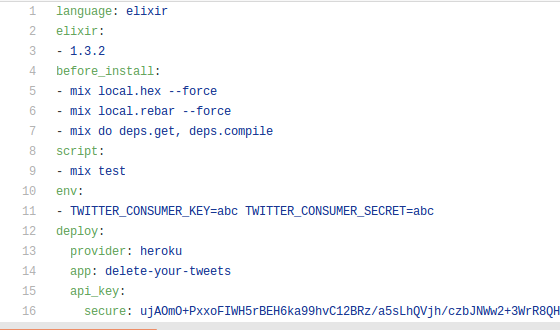 1 language: elixir
2 elixir:
3 - 1.3.2
4 before_install:
5 - mix local.hex --force
6 - mix local.rebar --force
7 - mix do deps.get, deps.compile
8 script:
9 - mix test
10 env:
11 - TWITTER_CONSUMER_KEY=abc TWITTER_CONSUMER_SECRET=abc
12 deploy:
13 provider: heroku
14 app: delete-your-tweets
15 api_key:
16 secure: ujAOmO+PxxoFIWH5rBEH6ka99hvC12BRz/a5sLhQVjh/czbJNWw2+3WrR8QH